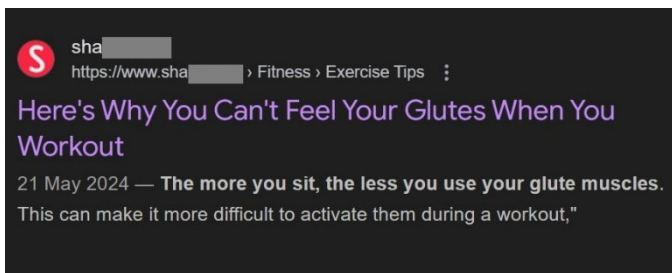 S
sha
https://www.sha › Fitness › Exercise Tips
Here's Why You Can't Feel Your Glutes When You
Workout
21 May 2024 — The more you sit, the less you use your glute muscles.
This can make it more difficult to activate them during a workout,"